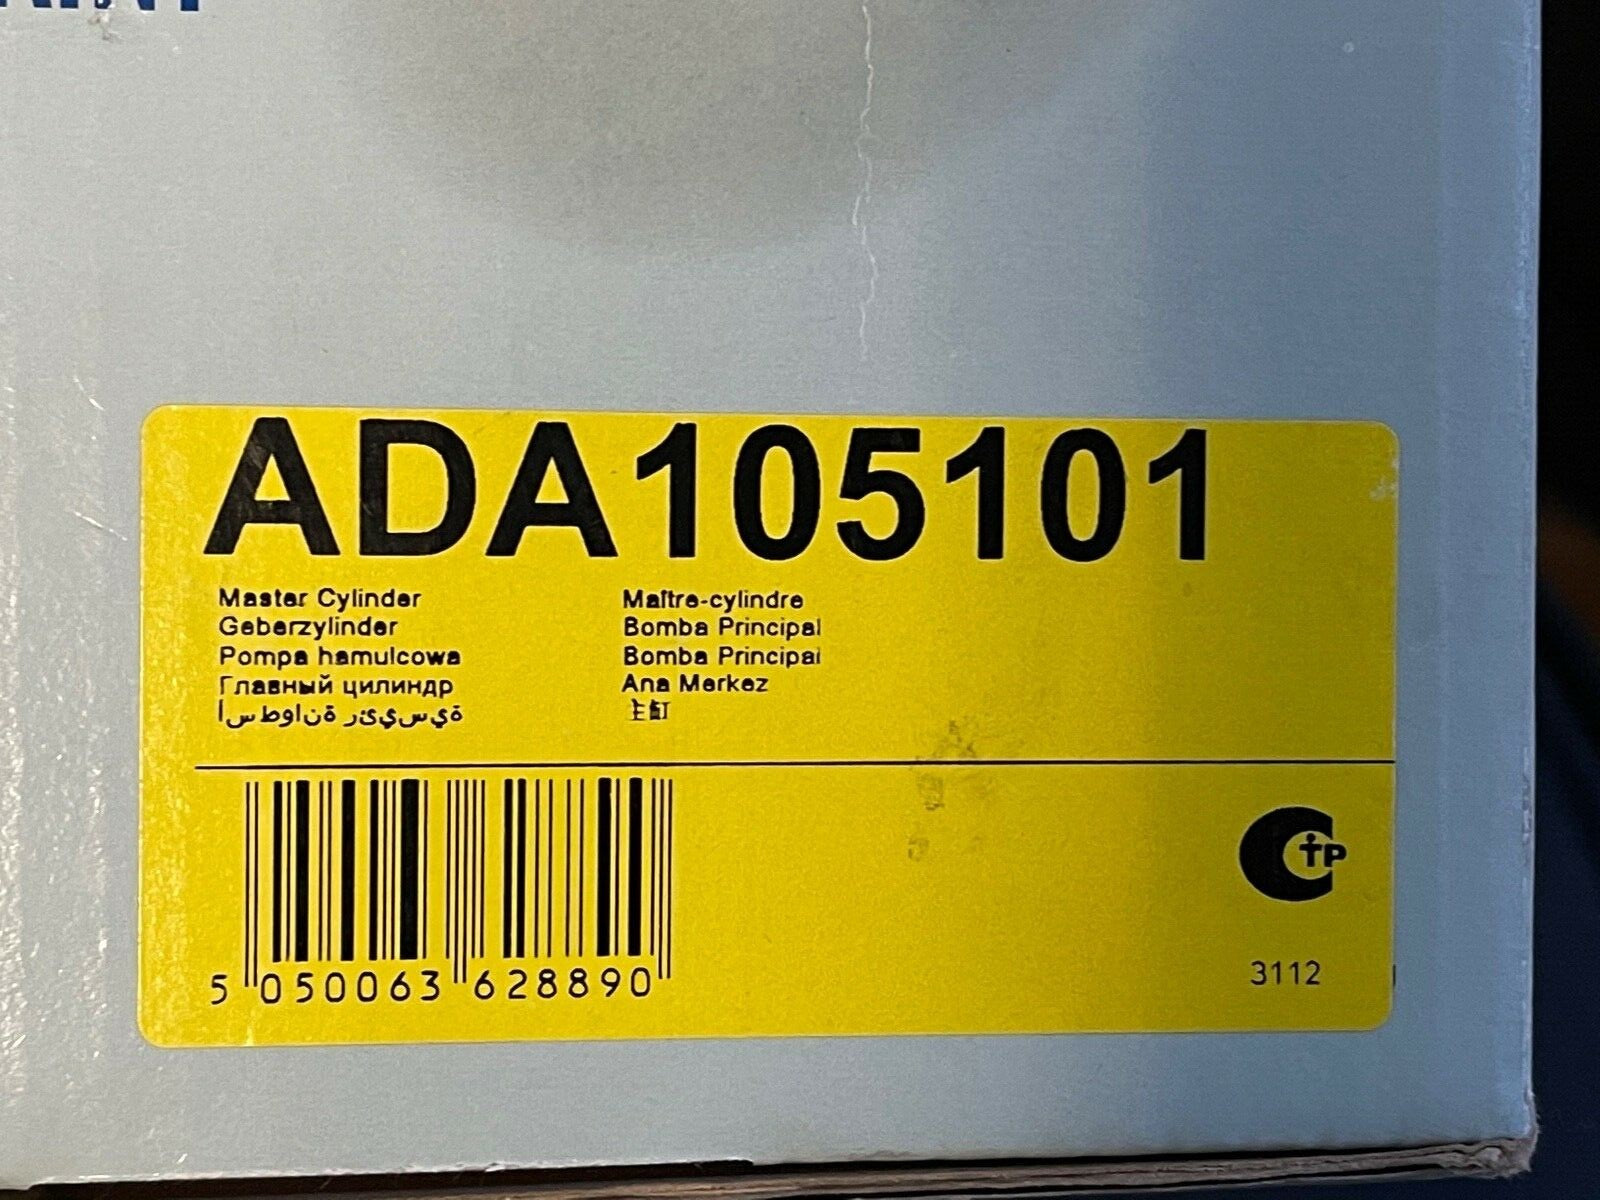 ADA105101
Master Cylinder
Geberzylinder
Pompa hamulcowa
Главный цилиндр
أسطوانة رئيسية
Maître-cylindre
Bomba Principal
Bomba Principal
Ana Merkez
主缸
5 050063 628890
3112